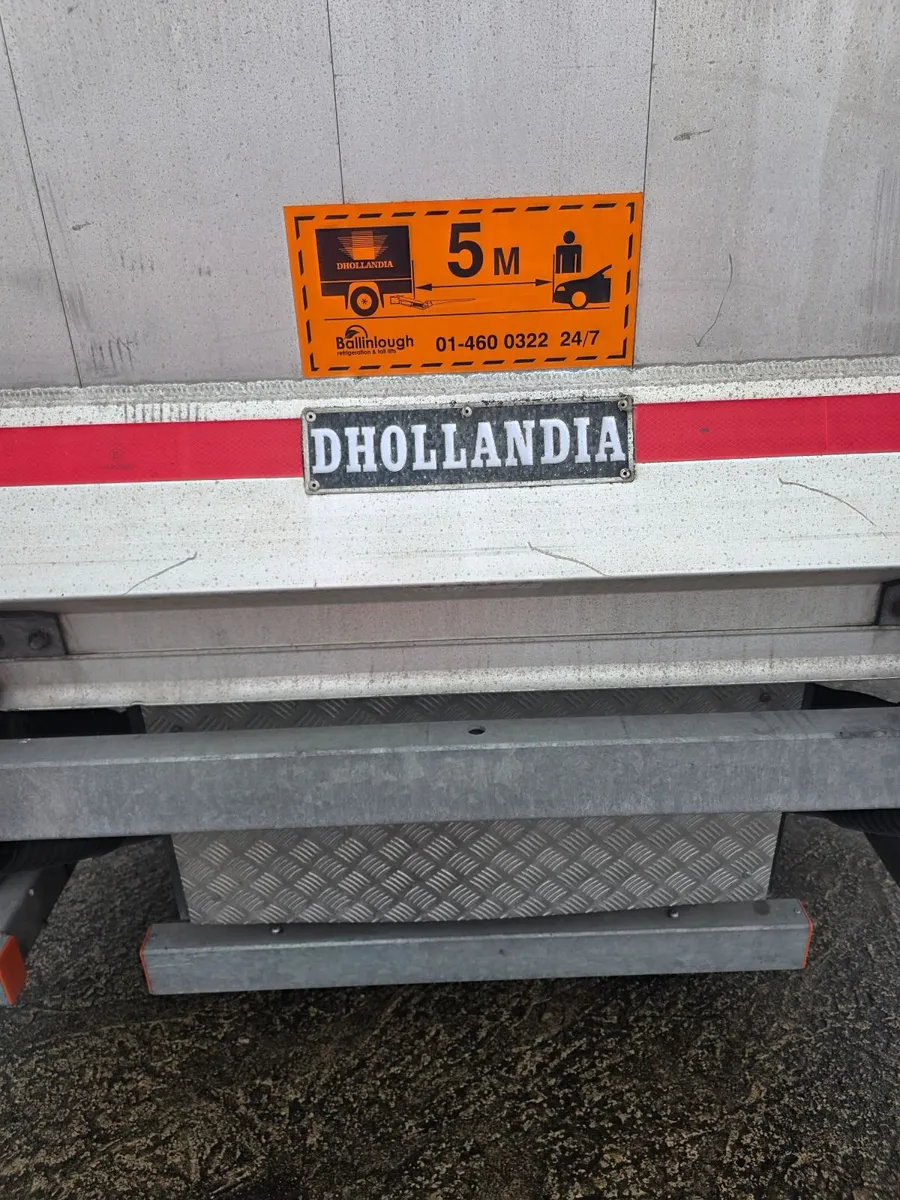 5 M
DHOLLANDIA
Ballinlough
refrigeration & tail lifts
01-460 0322 24/7
DHOLLANDIA